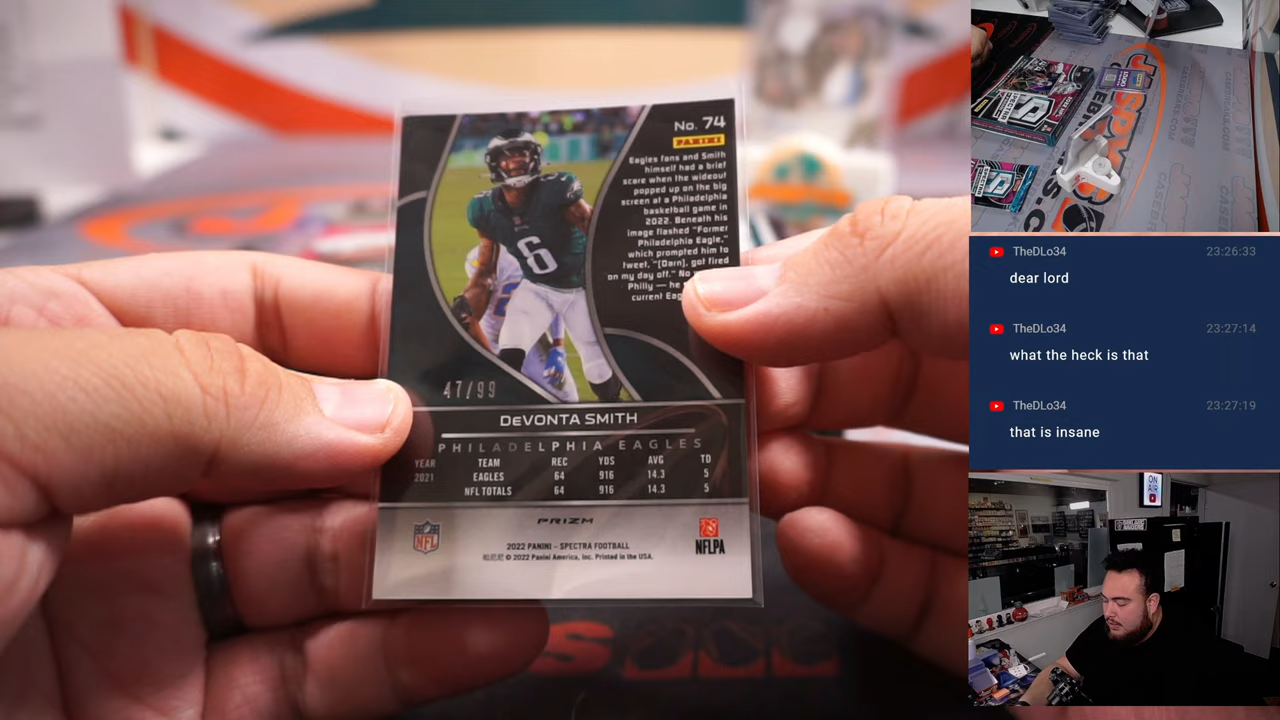 No. 74
PANINI
Eagles fans and Smith
himself had a brief
scare when the wideout
popped up on the big
screen at a Philadelphia
basketball game in
2022. Beneath his
image flashed "Former
Philadelphia Eagle,"
which prompted him to
tweet, "[Darn], got fired
on my day off." No
Philly — he
current Eag
6
47/99
DeVONTA SMITH
PHILADELPHIA EAGLES
YEAR TEAM REC YDS AVG TD
2021 EAGLES 64 916 14.3 5
NFL TOTALS 64 916 14.3 5
PRIZM
NFL
NFLPA
2022 PANINI – SPECTRA FOOTBALL
© 2022 Panini America, Inc. Printed in the USA.
TheDLo34 23:26:33
dear lord
TheDLo34 23:27:14
what the heck is that
TheDLo34 23:27:19
that is insane
ON
AIR